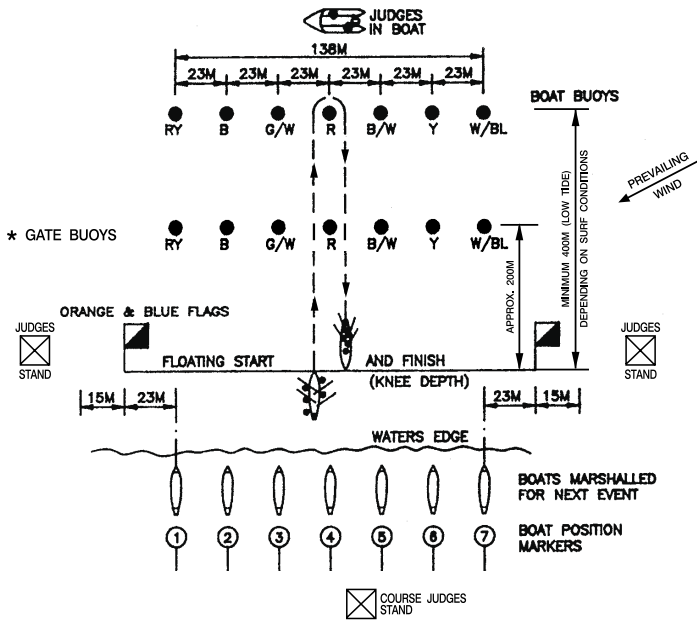 JUDGES
IN BOAT
138M
23M 23M 23M 23M 23M 23M
BOAT BUOYS
RY B G/W R B/W Y W/BL
PREVAILING
WIND
MINIMUM 400M (LOW TIDE)
DEPENDING ON SURF CONDITIONS
* GATE BUOYS
RY B G/W R B/W Y W/BL
APPROX. 200M
ORANGE & BLUE FLAGS
JUDGES
STAND
JUDGES
STAND
FLOATING START AND FINISH
(KNEE DEPTH)
15M 23M 23M 15M
WATERS EDGE
BOATS MARSHALLED
FOR NEXT EVENT
1 2 3 4 5 6 7
BOAT POSITION
MARKERS
COURSE JUDGES
STAND